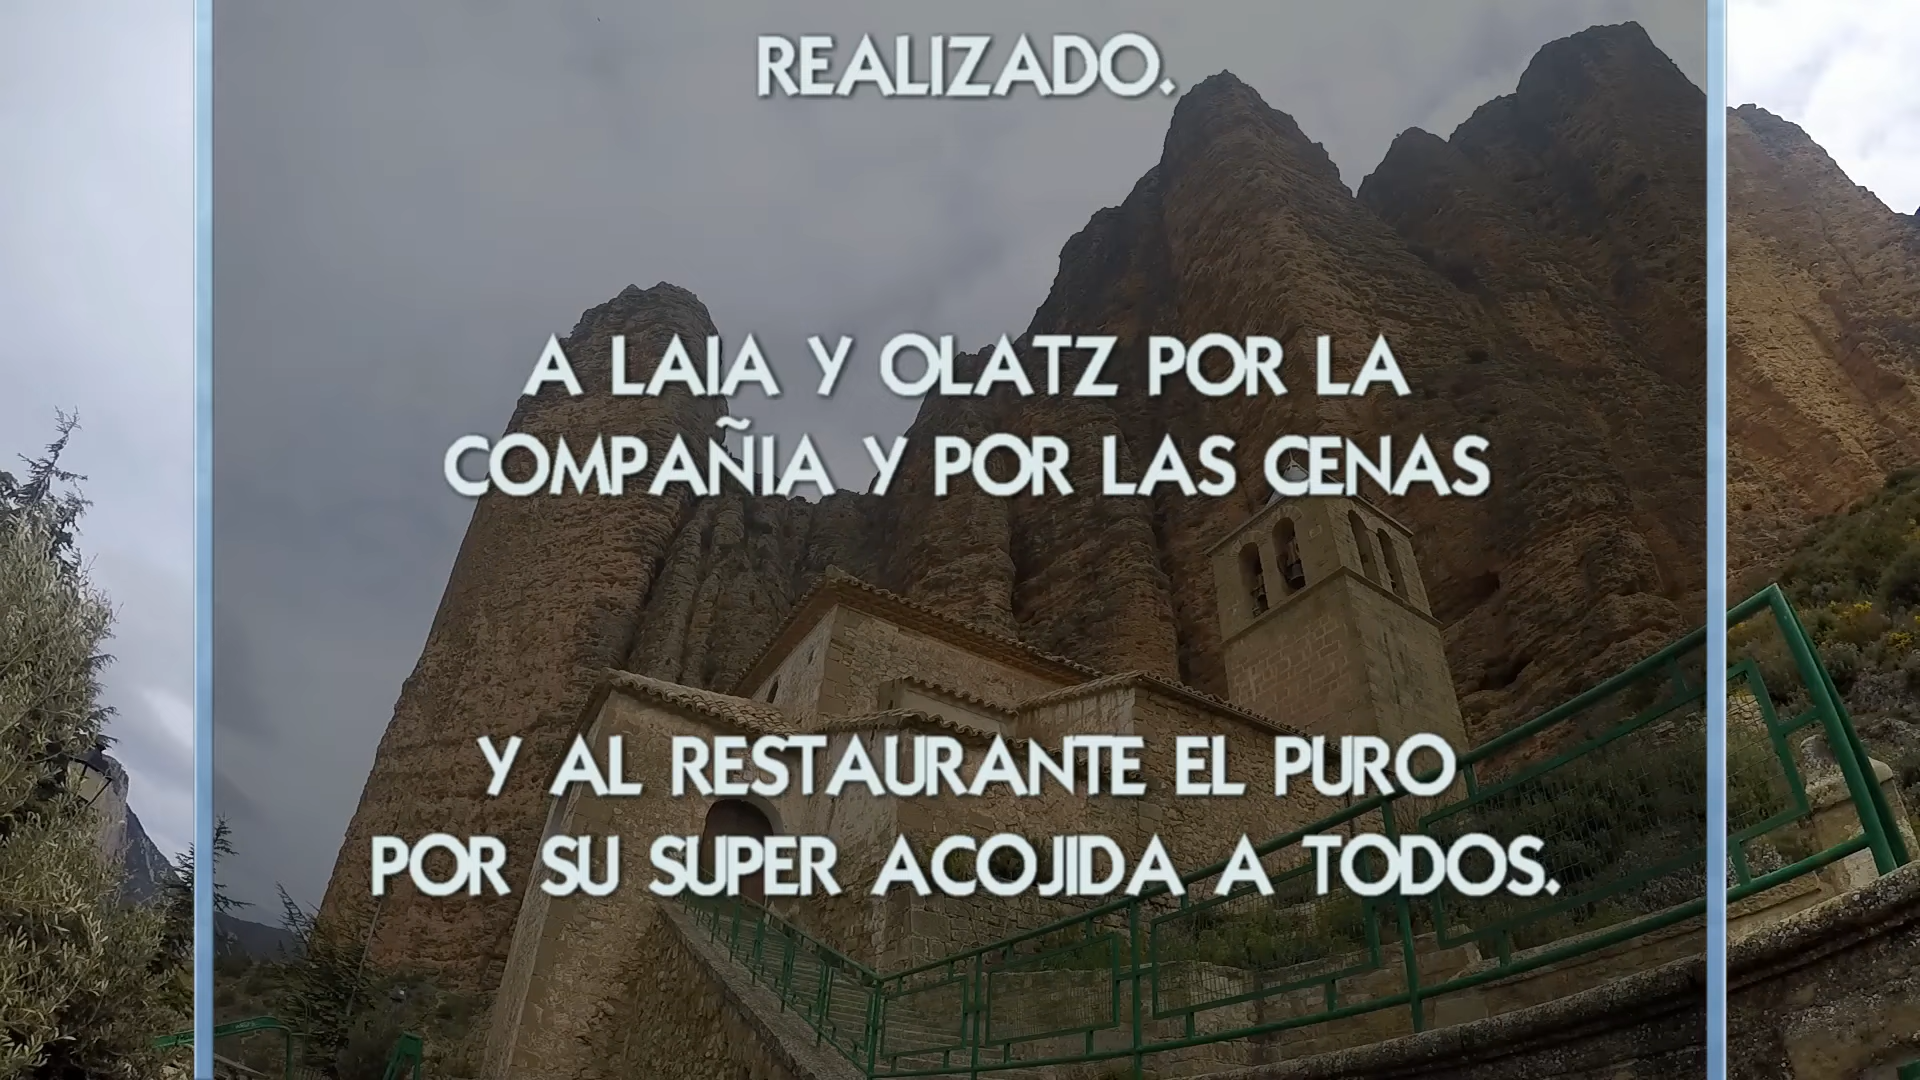 REALIZADO.
A LAIA Y OLATZ POR LA
COMPAÑIA Y POR LAS CENAS
Y AL RESTAURANTE EL PURO
POR SU SUPER ACOJIDA A TODOS.